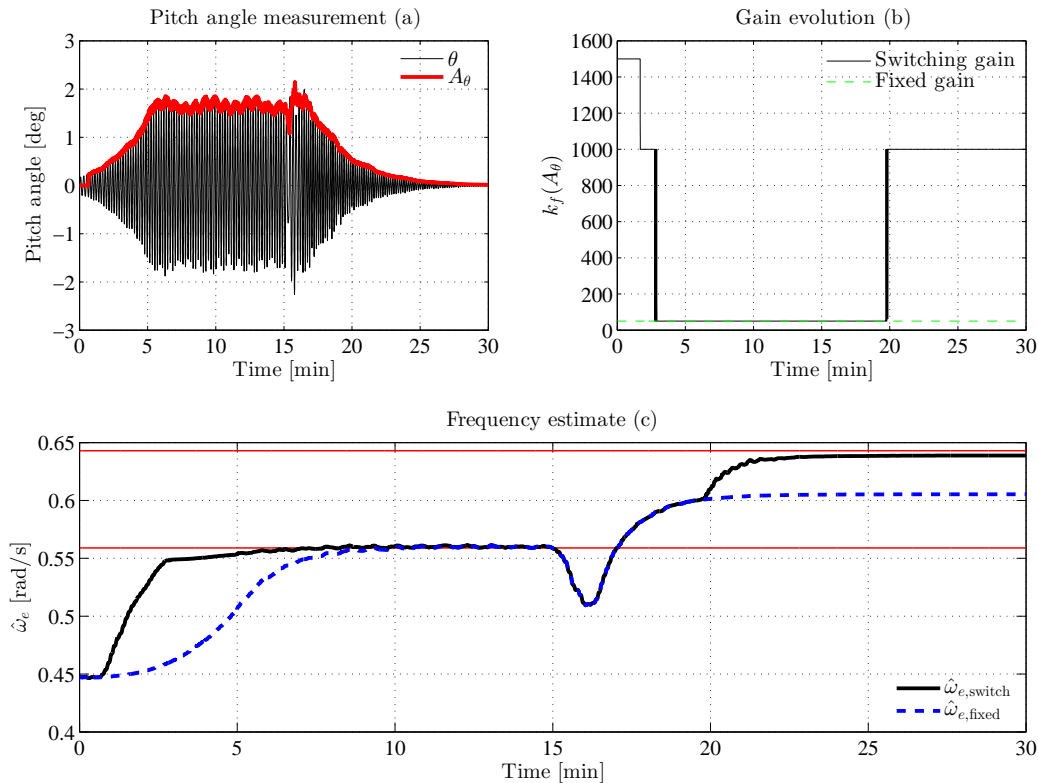 Pitch angle measurement (a)
3
2
1
0
−1
−2
−3
Pitch angle [deg]
θ
A_θ
0 5 10 15 20 25 30
Time [min]
Gain evolution (b)
1600
1400
1200
1000
800
600
400
200
0
k_f(A_θ)
Switching gain
Fixed gain
0 5 10 15 20 25 30
Time [min]
Frequency estimate (c)
0.65
0.6
0.55
0.5
0.45
0.4
ω̂_e [rad/s]
ω̂_e,switch
ω̂_e,fixed
0 5 10 15 20 25 30
Time [min]